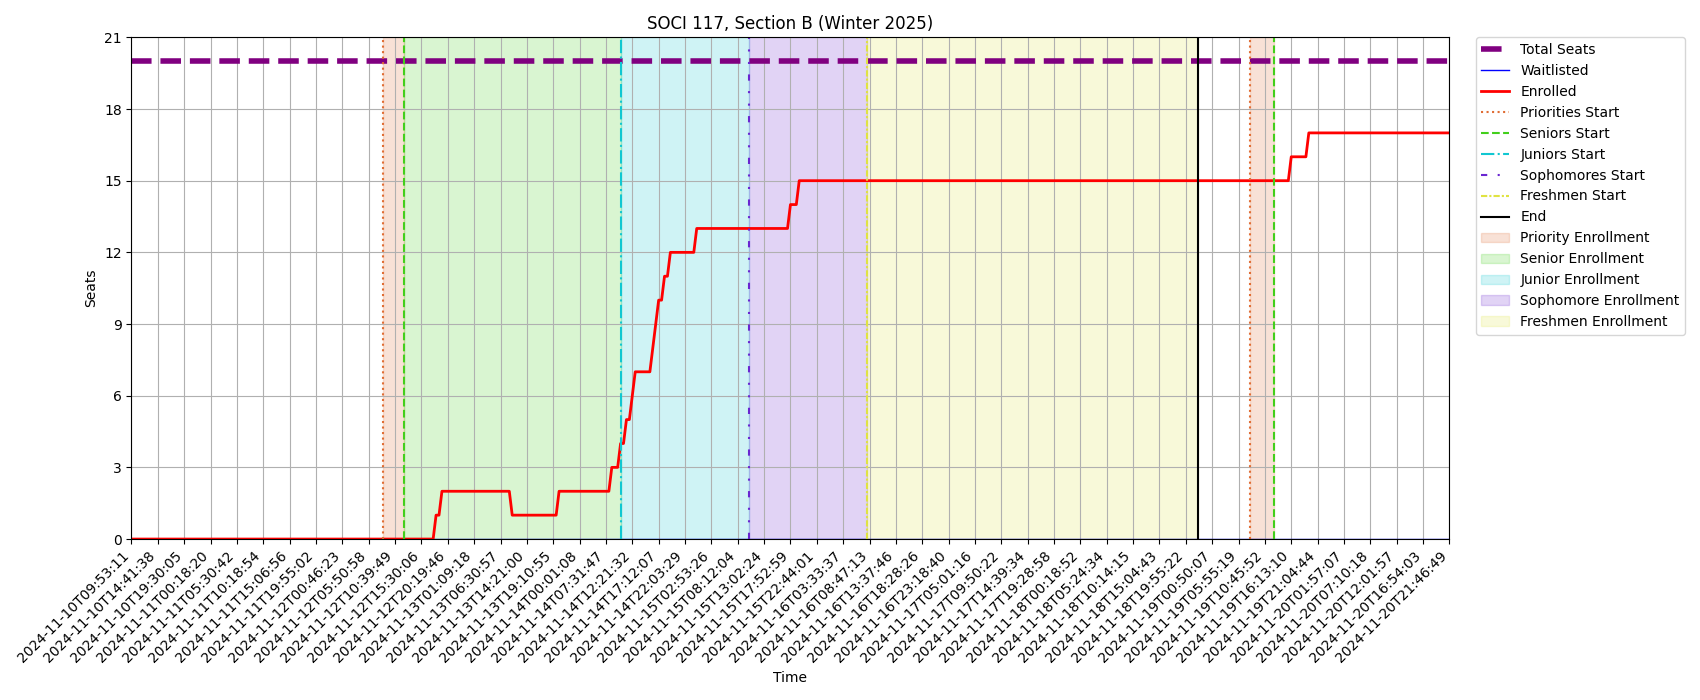 SOCI 117, Section B (Winter 2025)
21
18
15
12
9
6
3
0
Seats
2024-11-10T09:53:11
2024-11-10T14:41:38
2024-11-10T19:30:05
2024-11-11T00:18:20
2024-11-11T05:30:42
2024-11-11T10:18:54
2024-11-11T15:06:56
2024-11-11T19:55:02
2024-11-12T00:46:23
2024-11-12T05:50:58
2024-11-12T10:39:49
2024-11-12T15:30:06
2024-11-12T20:19:46
2024-11-13T01:09:18
2024-11-13T06:30:57
2024-11-13T14:21:00
2024-11-13T19:10:55
2024-11-14T00:01:08
2024-11-14T07:31:47
2024-11-14T12:21:32
2024-11-14T17:12:07
2024-11-14T22:03:29
2024-11-15T02:53:26
2024-11-15T08:12:04
2024-11-15T13:02:24
2024-11-15T17:52:59
2024-11-15T22:44:01
2024-11-16T03:33:37
2024-11-16T08:47:13
2024-11-16T13:37:46
2024-11-16T18:28:26
2024-11-16T23:18:40
2024-11-17T05:01:16
2024-11-17T09:50:22
2024-11-17T14:39:34
2024-11-17T19:28:58
2024-11-18T00:18:52
2024-11-18T05:24:34
2024-11-18T10:14:15
2024-11-18T15:04:43
2024-11-18T19:55:22
2024-11-19T00:50:07
2024-11-19T05:55:19
2024-11-19T10:45:52
2024-11-19T16:13:10
2024-11-19T21:04:44
2024-11-20T01:57:07
2024-11-20T07:10:18
2024-11-20T12:01:57
2024-11-20T16:54:03
2024-11-20T21:46:49
Time
Total Seats
Waitlisted
Enrolled
Priorities Start
Seniors Start
Juniors Start
Sophomores Start
Freshmen Start
End
Priority Enrollment
Senior Enrollment
Junior Enrollment
Sophomore Enrollment
Freshmen Enrollment